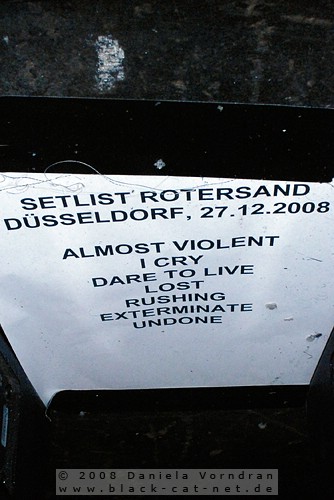 SETLIST ROTERSAND
DÜSSELDORF, 27.12.2008
ALMOST VIOLENT
I CRY
DARE TO LIVE
LOST
RUSHING
EXTERMINATE
UNDONE
© 2008 Daniela Vorndran
www.black-cat-net.de